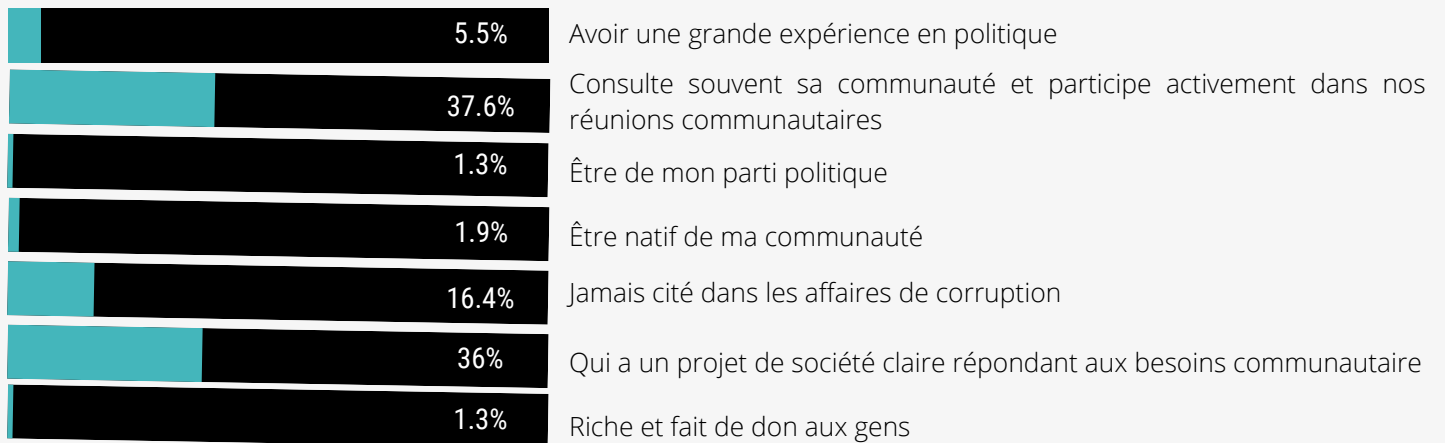 5.5% Avoir une grande expérience en politique
37.6% Consulte souvent sa communauté et participe activement dans nos
réunions communautaires
1.3% Être de mon parti politique
1.9% Être natif de ma communauté
16.4% Jamais cité dans les affaires de corruption
36% Qui a un projet de société claire répondant aux besoins communautaire
1.3% Riche et fait de don aux gens